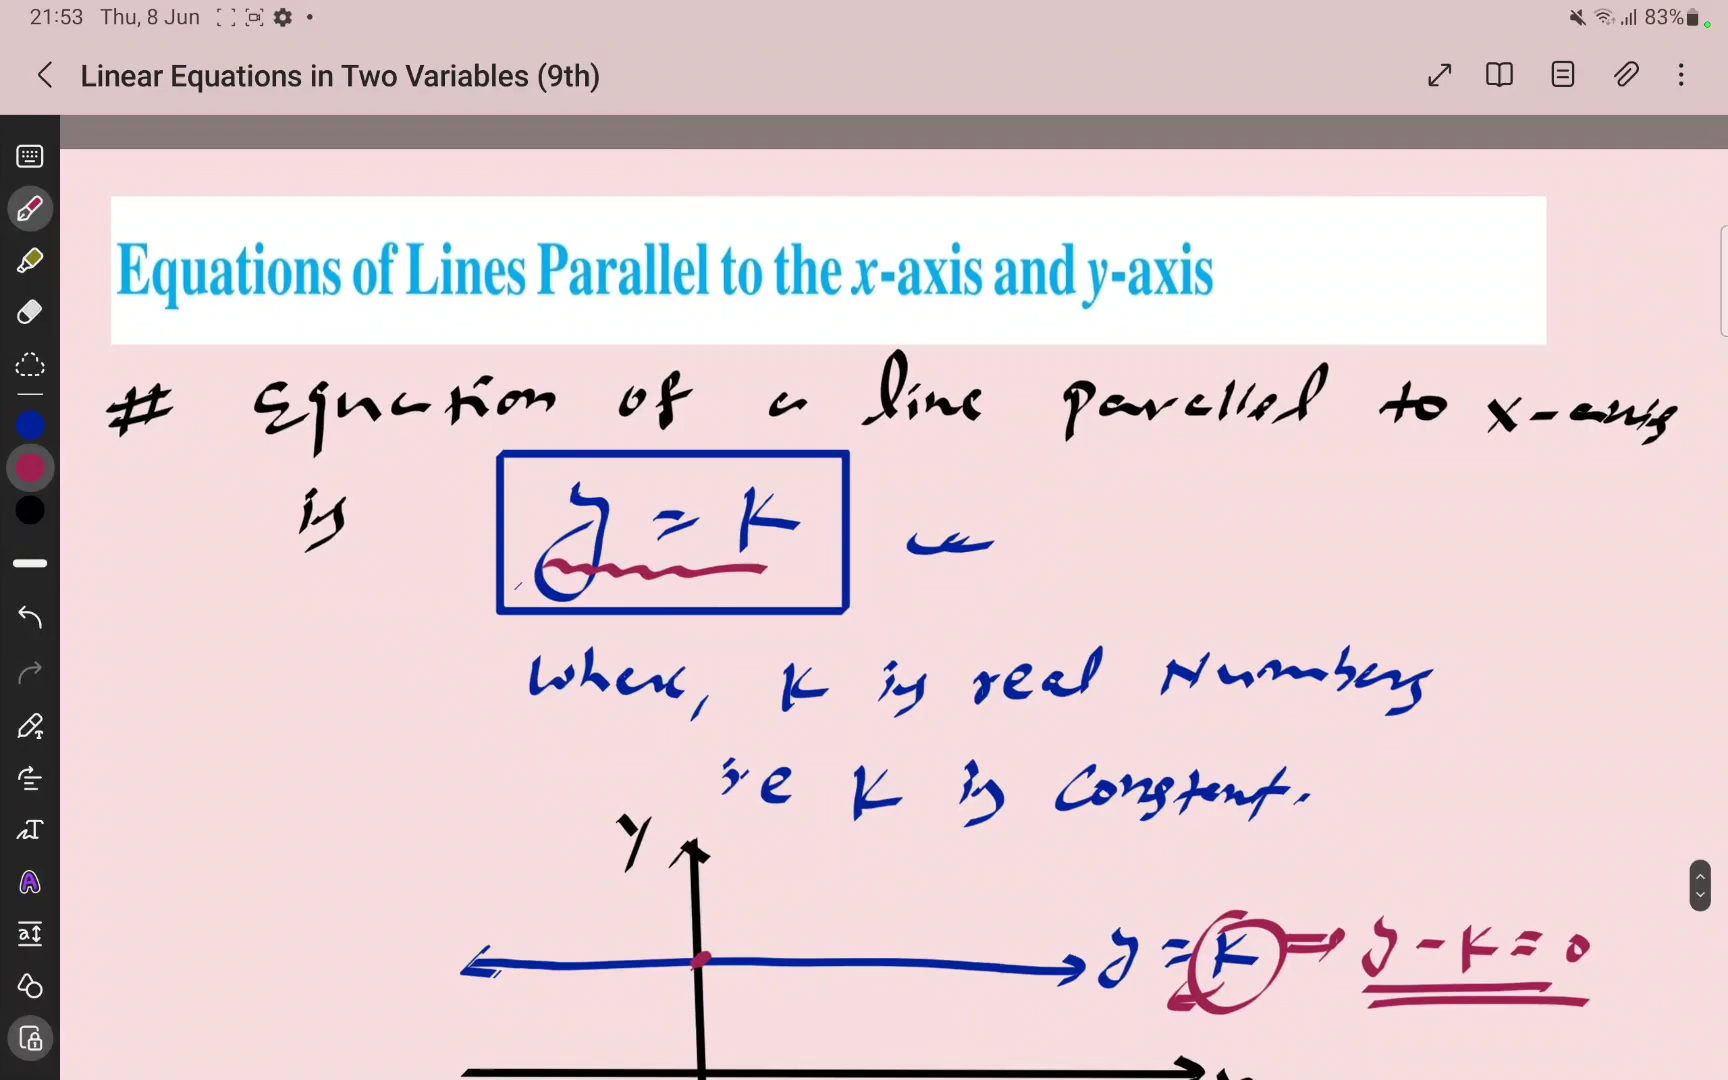 21:53 Thu, 8 Jun 83%
Linear Equations in Two Variables (9th)
Equations of Lines Parallel to the x-axis and y-axis
# Equation of a line parallel to x-axis
is y = K
where, K is real Numbers
ie K is constant.
Y
y = K ⇒ y - K = 0